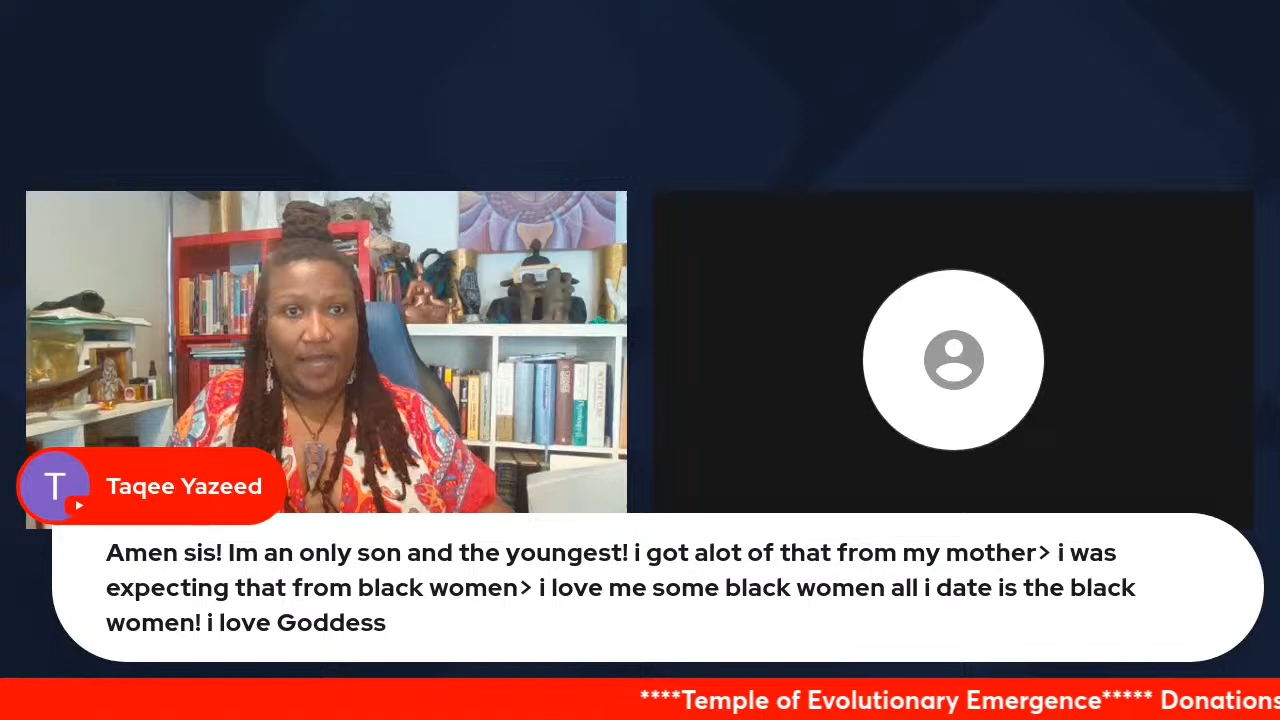 T
Taqee Yazeed
Amen sis! Im an only son and the youngest! i got alot of that from my mother> i was
expecting that from black women> i love me some black women all i date is the black
women! i love Goddess
****Temple of Evolutionary Emergence***** Donations